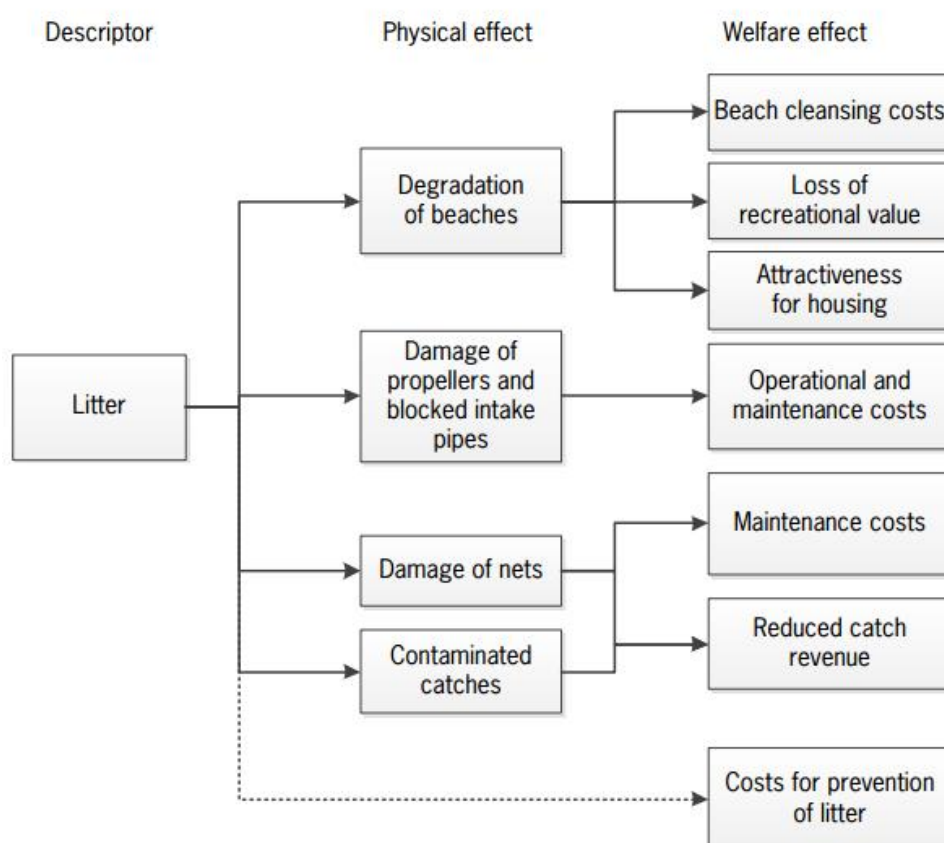 Descriptor
Physical effect
Welfare effect
Litter
Degradation
of beaches
Damage of
propellers and
blocked intake
pipes
Damage of nets
Contaminated
catches
Beach cleansing costs
Loss of
recreational value
Attractiveness
for housing
Operational and
maintenance costs
Maintenance costs
Reduced catch
revenue
Costs for prevention
of litter